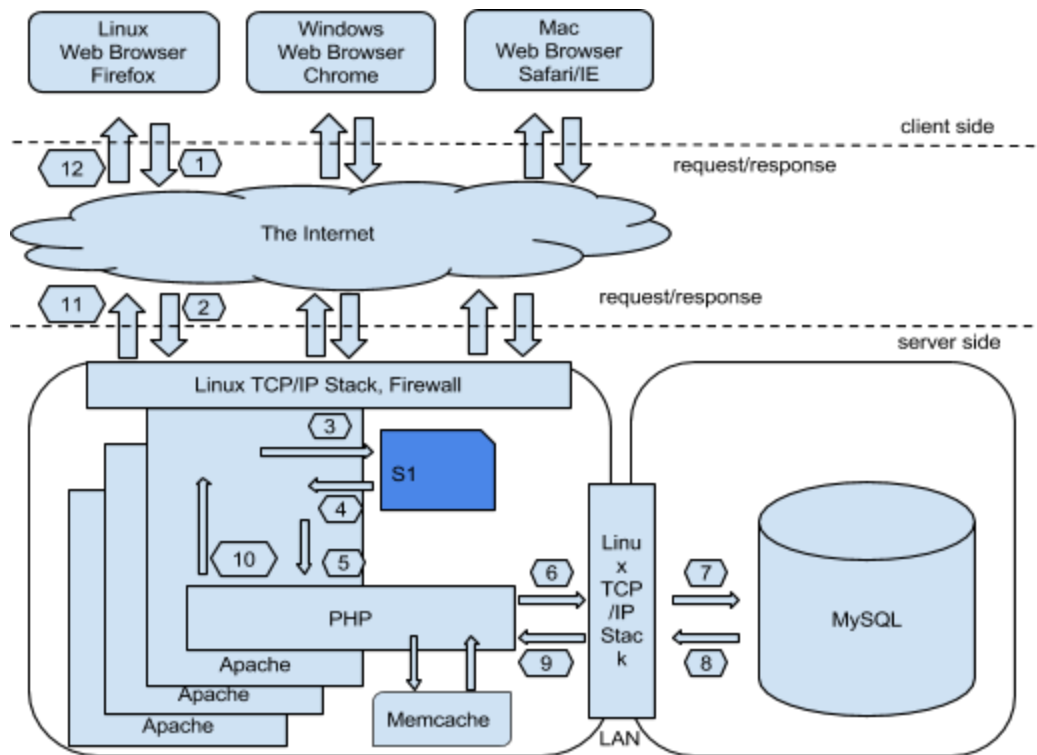 Linux
Web Browser
Firefox
Windows
Web Browser
Chrome
Mac
Web Browser
Safari/IE
client side
12
1
request/response
The Internet
11
2
request/response
server side
Linux TCP/IP Stack, Firewall
3
S1
4
10
5
6
7
Linu
x
TCP
/IP
Stac
k
PHP
MySQL
9
8
Apache
Apache
Apache
Memcache
LAN